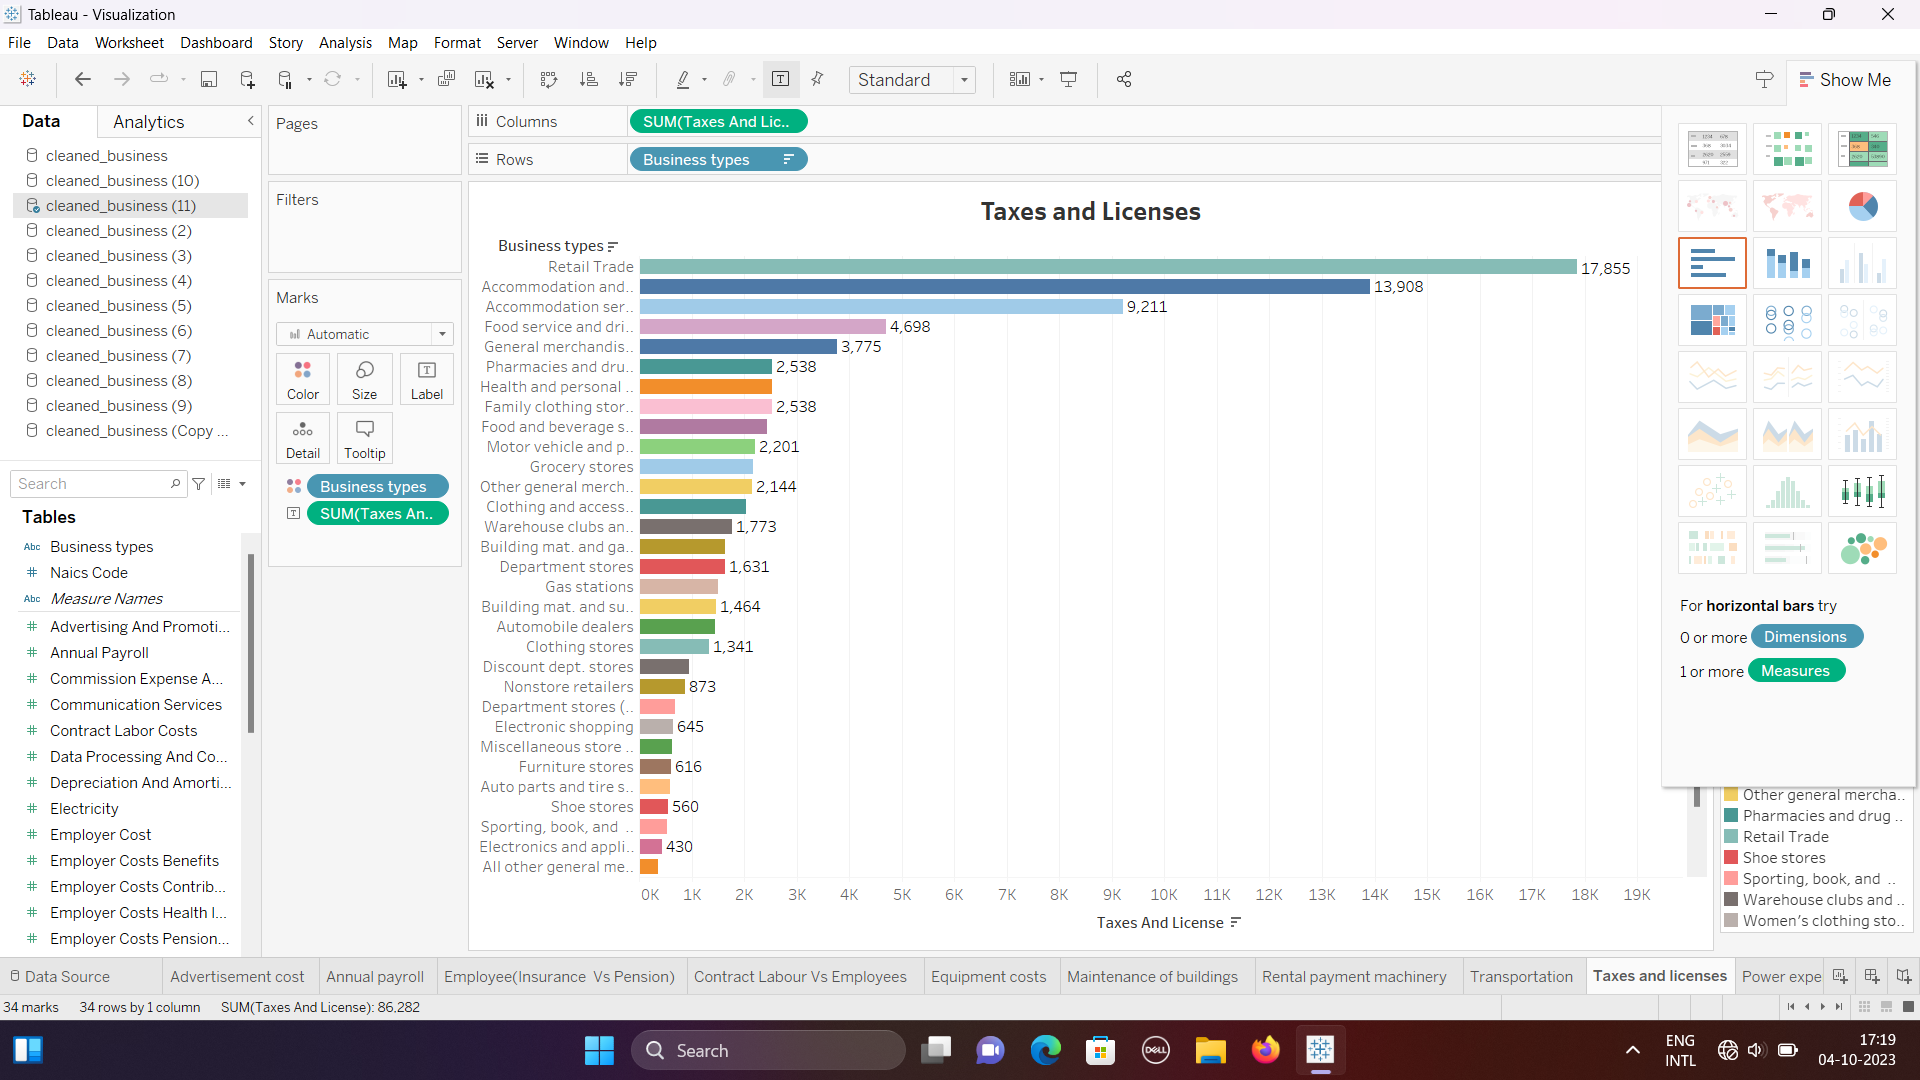 Tableau - Visualization
File Data Worksheet Dashboard Story Analysis Map Format Server Window Help
Standard
Show Me
Data Analytics
cleaned_business
cleaned_business (10)
cleaned_business (11)
cleaned_business (2)
cleaned_business (3)
cleaned_business (4)
cleaned_business (5)
cleaned_business (6)
cleaned_business (7)
cleaned_business (8)
cleaned_business (9)
cleaned_business (Copy ...
Search
Tables
Abc Business types
# Naics Code
Abc Measure Names
# Advertising And Promoti...
# Annual Payroll
# Commission Expense A...
# Communication Services
# Contract Labor Costs
# Data Processing And Co...
# Depreciation And Amorti...
# Electricity
# Employer Cost
# Employer Costs Benefits
# Employer Costs Contrib...
# Employer Costs Health I...
# Employer Costs Pension...
Pages
Filters
Marks
Automatic
Color Size Label
Detail Tooltip
Business types
SUM(Taxes An..
Columns SUM(Taxes And Lic..
Rows Business types
Taxes and Licenses
Business types
Retail Trade 17,855
Accommodation and.. 13,908
Accommodation ser.. 9,211
Food service and dri.. 4,698
General merchandis.. 3,775
Pharmacies and dru.. 2,538
Health and personal ..
Family clothing stor.. 2,538
Food and beverage s..
Motor vehicle and p.. 2,201
Grocery stores
Other general merch.. 2,144
Clothing and access..
Warehouse clubs an.. 1,773
Building mat. and ga..
Department stores 1,631
Gas stations
Building mat. and su.. 1,464
Automobile dealers
Clothing stores 1,341
Discount dept. stores
Nonstore retailers 873
Department stores (..
Electronic shopping 645
Miscellaneous store ..
Furniture stores 616
Auto parts and tire s..
Shoe stores 560
Sporting, book, and ..
Electronics and appli.. 430
All other general me..
0K 1K 2K 3K 4K 5K 6K 7K 8K 9K 10K 11K 12K 13K 14K 15K 16K 17K 18K 19K
Taxes And License
For horizontal bars try
0 or more Dimensions
1 or more Measures
Other general mercha..
Pharmacies and drug ..
Retail Trade
Shoe stores
Sporting, book, and ..
Warehouse clubs and ..
Women's clothing sto..
Data Source Advertisement cost Annual payroll Employee(Insurance Vs Pension) Contract Labour Vs Employees Equipment costs Maintenance of buildings Rental payment machinery Transportation Taxes and licenses Power expe
34 marks 34 rows by 1 column SUM(Taxes And License): 86,282
Search
DELL
ENG
INTL
17:19
04-10-2023